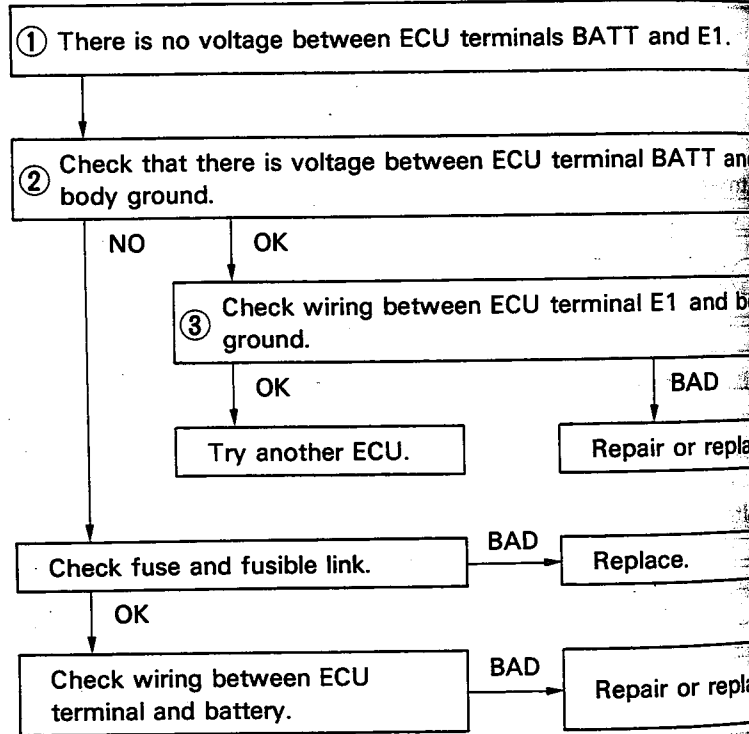 ① There is no voltage between ECU terminals BATT and E1.
② Check that there is voltage between ECU terminal BATT and
body ground.
NO
OK
③ Check wiring between ECU terminal E1 and
ground.
OK
BAD
Try another ECU.
Repair or
Check fuse and fusible link.
BAD
Replace.
OK
Check wiring between ECU
terminal and battery.
BAD
Repair or